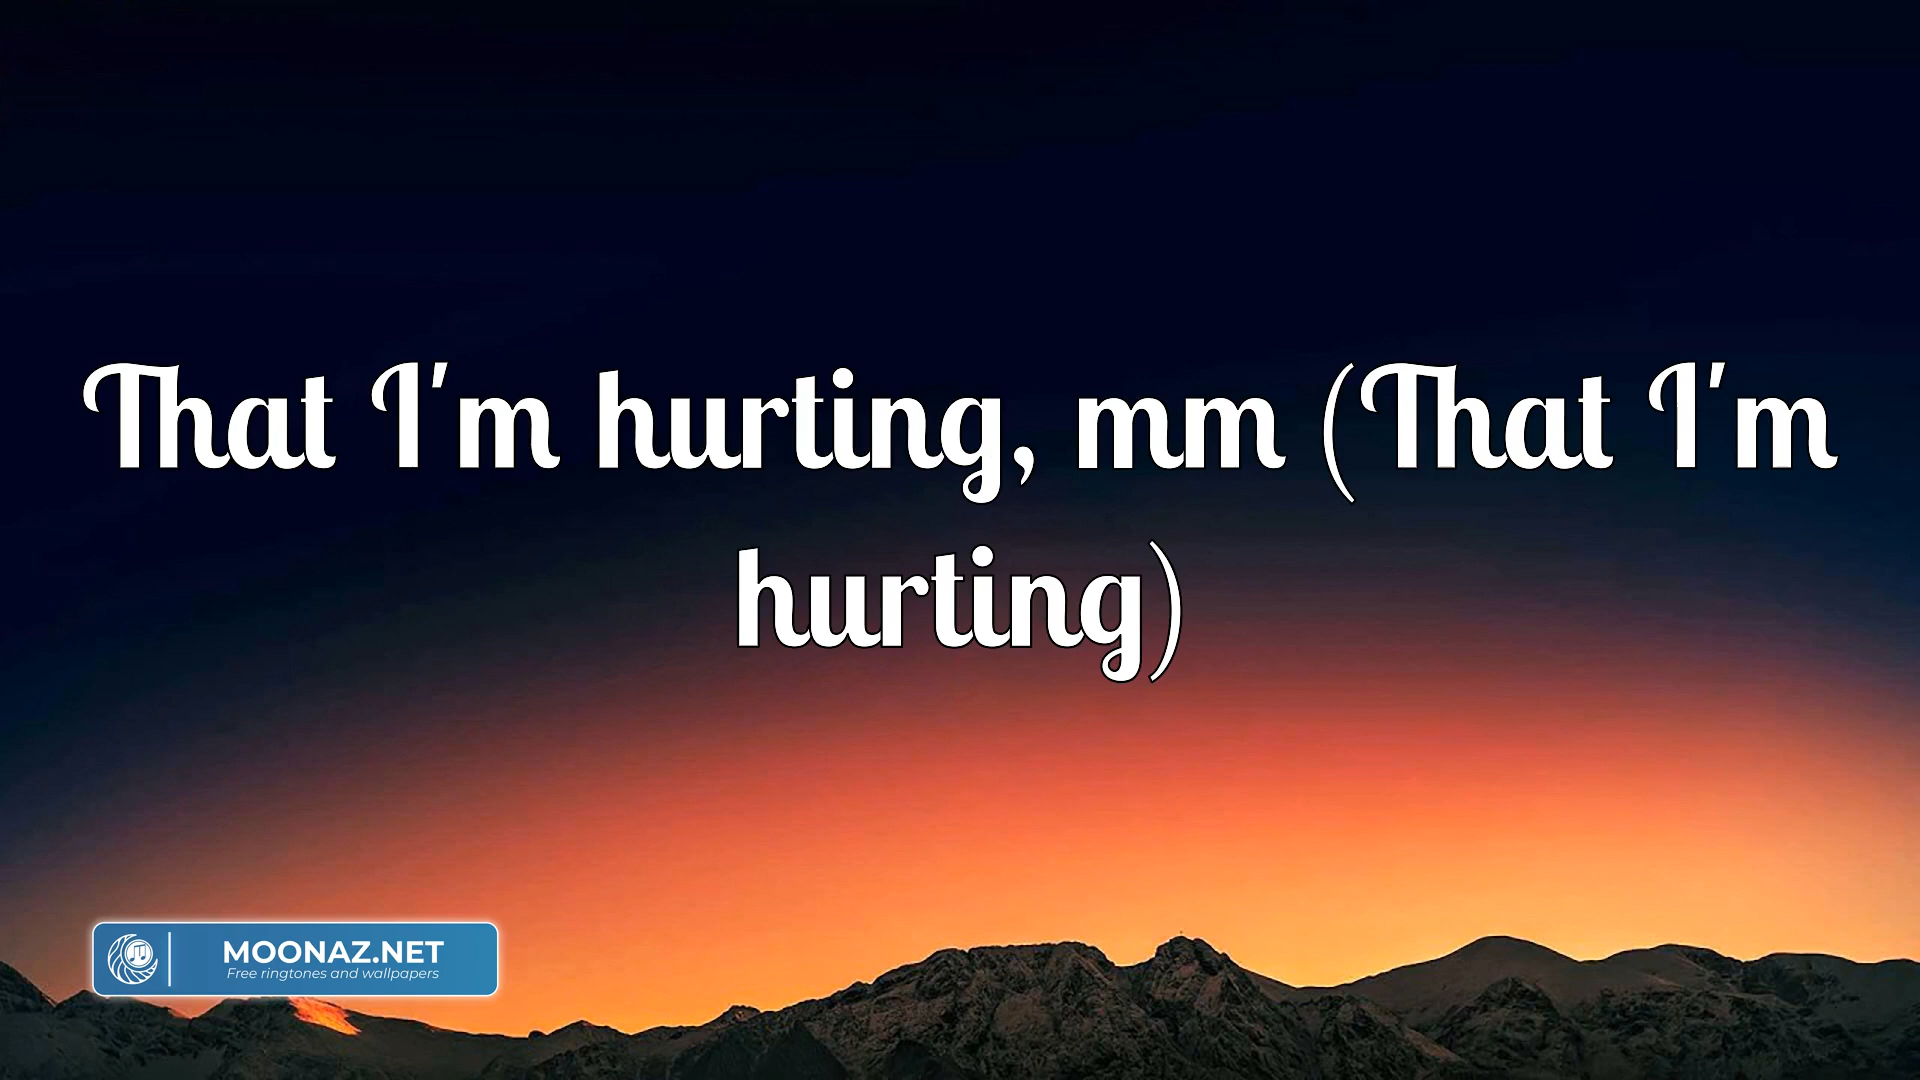 That I'm hurting, mm (That I'm
hurting)
MOONAZ.NET
Free ringtones and wallpapers